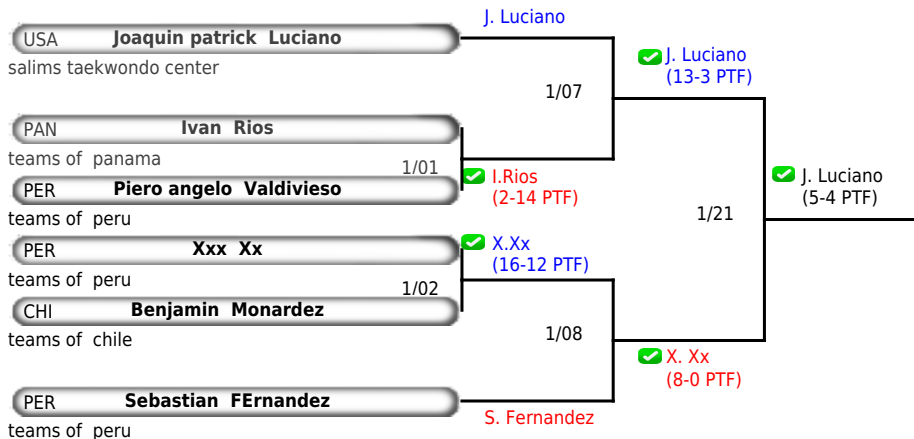 J. Luciano
USA Joaquin patrick Luciano
salims taekwondo center
J. Luciano
(13-3 PTF)
1/07
PAN Ivan Rios
teams of panama
1/01
I.Rios
(2-14 PTF)
PER Piero angelo Valdivieso
teams of peru
J. Luciano
(5-4 PTF)
1/21
PER Xxx Xx
teams of peru
X.Xx
(16-12 PTF)
1/02
CHI Benjamin Monardez
teams of chile
1/08
X. Xx
(8-0 PTF)
PER Sebastian FErnandez
teams of peru
S. Fernandez